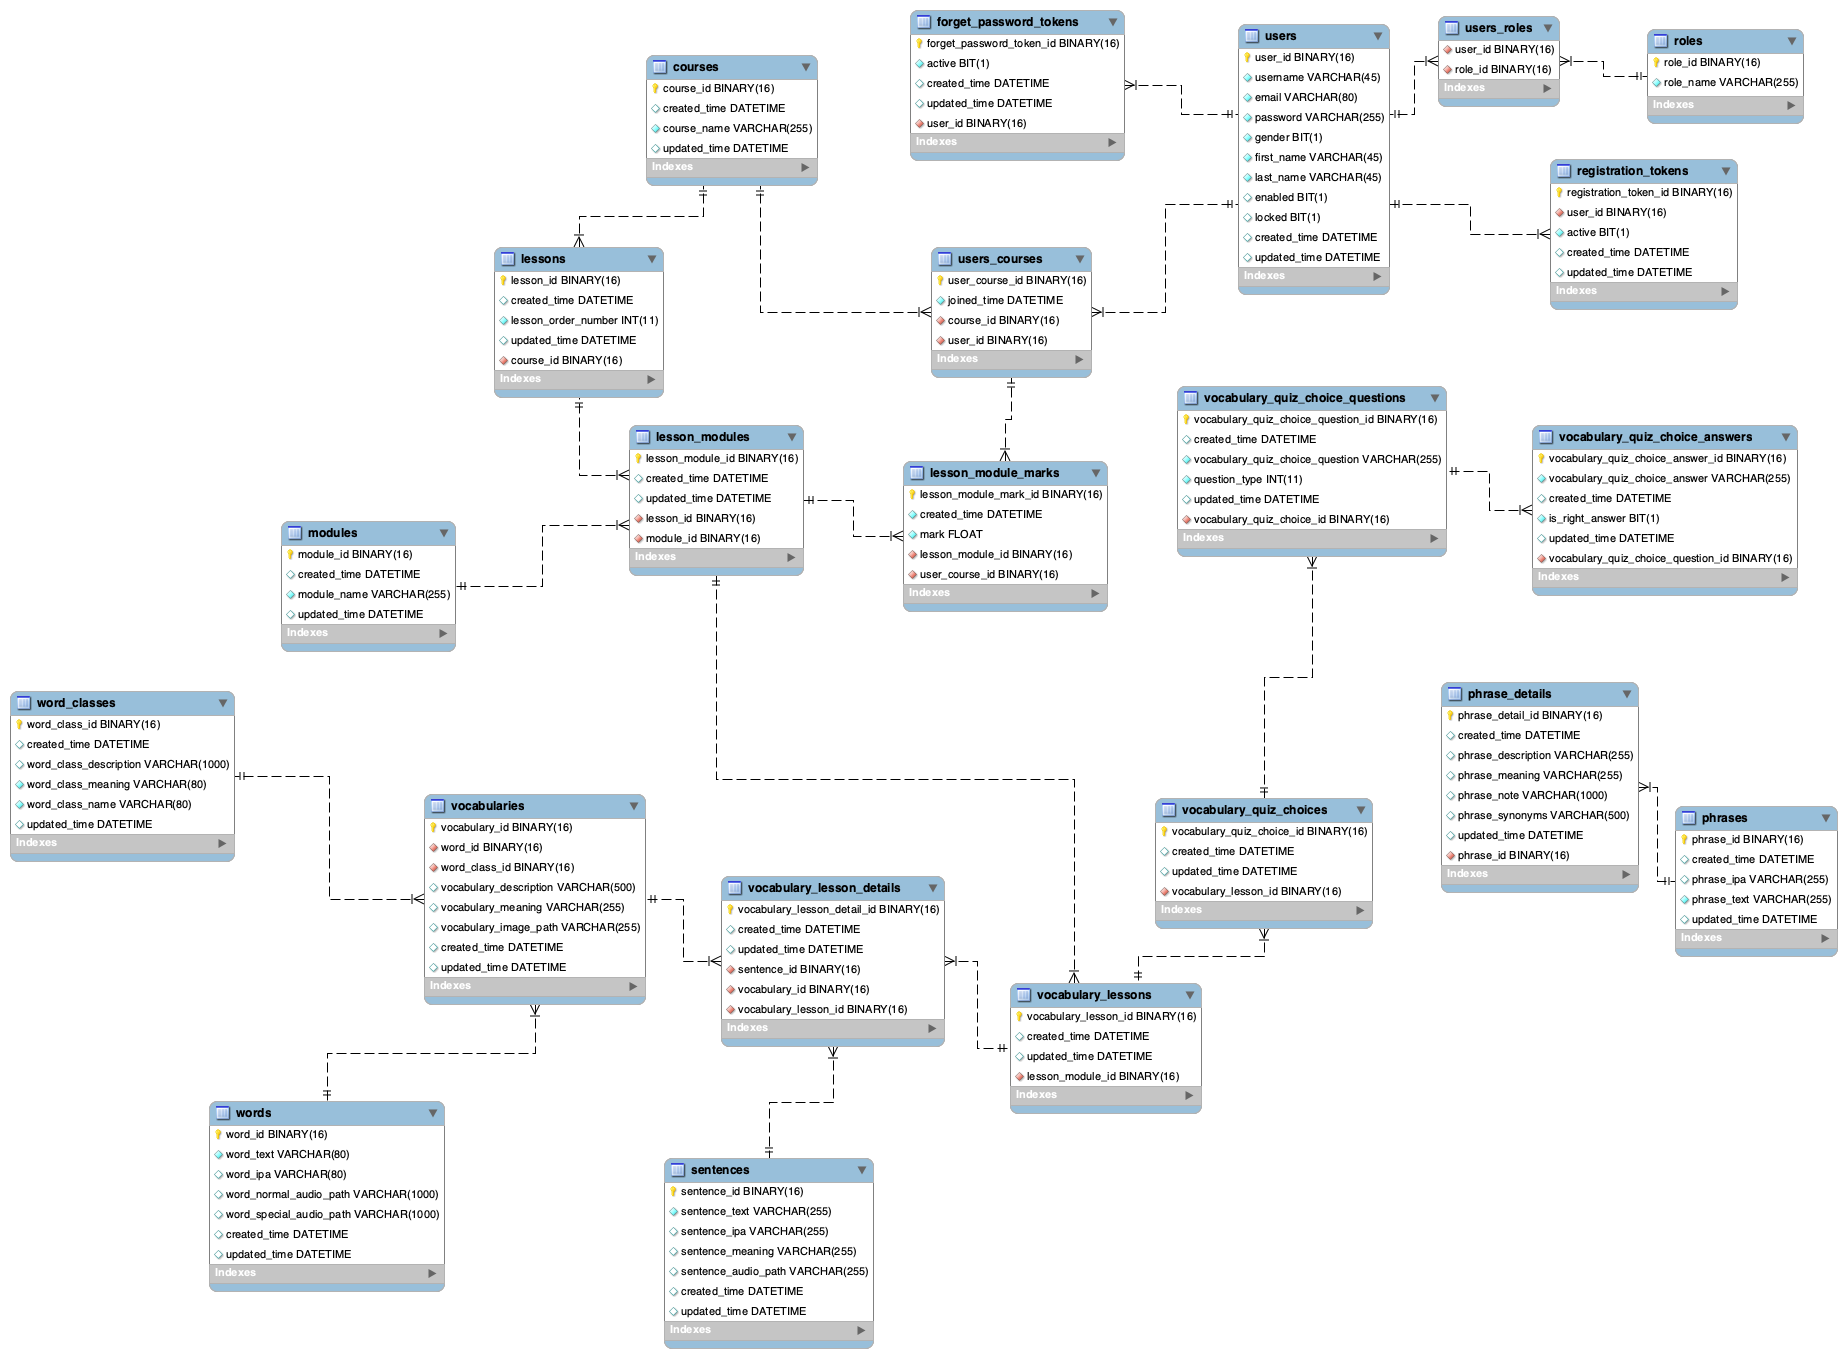 forget_password_tokens
forget_password_token_id BINARY(16)
active BIT(1)
created_time DATETIME
updated_time DATETIME
user_id BINARY(16)
Indexes
users
user_id BINARY(16)
username VARCHAR(45)
email VARCHAR(80)
password VARCHAR(255)
gender BIT(1)
first_name VARCHAR(45)
last_name VARCHAR(45)
enabled BIT(1)
locked BIT(1)
created_time DATETIME
updated_time DATETIME
Indexes
users_roles
user_id BINARY(16)
role_id BINARY(16)
Indexes
roles
role_id BINARY(16)
role_name VARCHAR(255)
Indexes
courses
course_id BINARY(16)
created_time DATETIME
course_name VARCHAR(255)
updated_time DATETIME
Indexes
registration_tokens
registration_token_id BINARY(16)
user_id BINARY(16)
active BIT(1)
created_time DATETIME
updated_time DATETIME
Indexes
lessons
lesson_id BINARY(16)
created_time DATETIME
lesson_order_number INT(11)
updated_time DATETIME
course_id BINARY(16)
Indexes
users_courses
user_course_id BINARY(16)
joined_time DATETIME
course_id BINARY(16)
user_id BINARY(16)
Indexes
vocabulary_quiz_choice_questions
vocabulary_quiz_choice_question_id BINARY(16)
created_time DATETIME
vocabulary_quiz_choice_question VARCHAR(255)
question_type INT(11)
updated_time DATETIME
vocabulary_quiz_choice_id BINARY(16)
Indexes
vocabulary_quiz_choice_answers
vocabulary_quiz_choice_answer_id BINARY(16)
vocabulary_quiz_choice_answer VARCHAR(255)
created_time DATETIME
is_right_answer BIT(1)
updated_time DATETIME
vocabulary_quiz_choice_question_id BINARY(16)
Indexes
lesson_modules
lesson_module_id BINARY(16)
created_time DATETIME
updated_time DATETIME
lesson_id BINARY(16)
module_id BINARY(16)
Indexes
lesson_module_marks
lesson_module_mark_id BINARY(16)
created_time DATETIME
mark FLOAT
lesson_module_id BINARY(16)
user_course_id BINARY(16)
Indexes
modules
module_id BINARY(16)
created_time DATETIME
module_name VARCHAR(255)
updated_time DATETIME
Indexes
word_classes
word_class_id BINARY(16)
created_time DATETIME
word_class_description VARCHAR(1000)
word_class_meaning VARCHAR(80)
word_class_name VARCHAR(80)
updated_time DATETIME
Indexes
phrase_details
phrase_detail_id BINARY(16)
created_time DATETIME
phrase_description VARCHAR(255)
phrase_meaning VARCHAR(255)
phrase_note VARCHAR(1000)
phrase_synonyms VARCHAR(500)
updated_time DATETIME
phrase_id BINARY(16)
Indexes
vocabularies
vocabulary_id BINARY(16)
word_id BINARY(16)
word_class_id BINARY(16)
vocabulary_description VARCHAR(500)
vocabulary_meaning VARCHAR(255)
vocabulary_image_path VARCHAR(255)
created_time DATETIME
updated_time DATETIME
Indexes
vocabulary_quiz_choices
vocabulary_quiz_choice_id BINARY(16)
created_time DATETIME
updated_time DATETIME
vocabulary_lesson_id BINARY(16)
Indexes
phrases
phrase_id BINARY(16)
created_time DATETIME
phrase_ipa VARCHAR(255)
phrase_text VARCHAR(255)
updated_time DATETIME
Indexes
vocabulary_lesson_details
vocabulary_lesson_detail_id BINARY(16)
created_time DATETIME
updated_time DATETIME
sentence_id BINARY(16)
vocabulary_id BINARY(16)
vocabulary_lesson_id BINARY(16)
Indexes
vocabulary_lessons
vocabulary_lesson_id BINARY(16)
created_time DATETIME
updated_time DATETIME
lesson_module_id BINARY(16)
Indexes
words
word_id BINARY(16)
word_text VARCHAR(80)
word_ipa VARCHAR(80)
word_normal_audio_path VARCHAR(1000)
word_special_audio_path VARCHAR(1000)
created_time DATETIME
updated_time DATETIME
Indexes
sentences
sentence_id BINARY(16)
sentence_text VARCHAR(255)
sentence_ipa VARCHAR(255)
sentence_meaning VARCHAR(255)
sentence_audio_path VARCHAR(255)
created_time DATETIME
updated_time DATETIME
Indexes